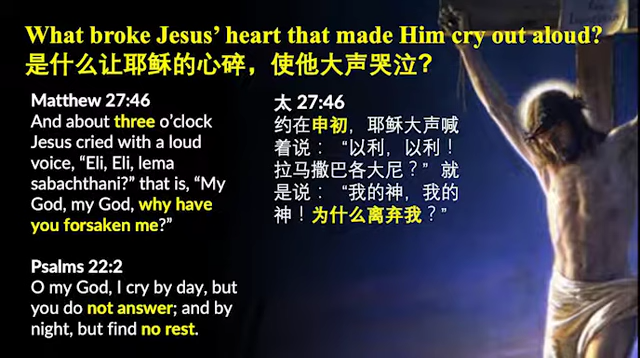 What broke Jesus' heart that made Him cry out aloud?
是什么让耶稣的心碎，使他大声哭泣？
Matthew 27:46
And about three o'clock
Jesus cried with a loud
voice, “Eli, Eli, lema
sabachthani?” that is, “My
God, my God, why have
you forsaken me?”
Psalms 22:2
O my God, I cry by day, but
you do not answer; and by
night, but find no rest.
太 27:46
约在申初，耶稣大声喊
着说：“以利，以利！
拉马撒巴各大尼？”就
是说：“我的神，我的
神！为什么离弃我？”